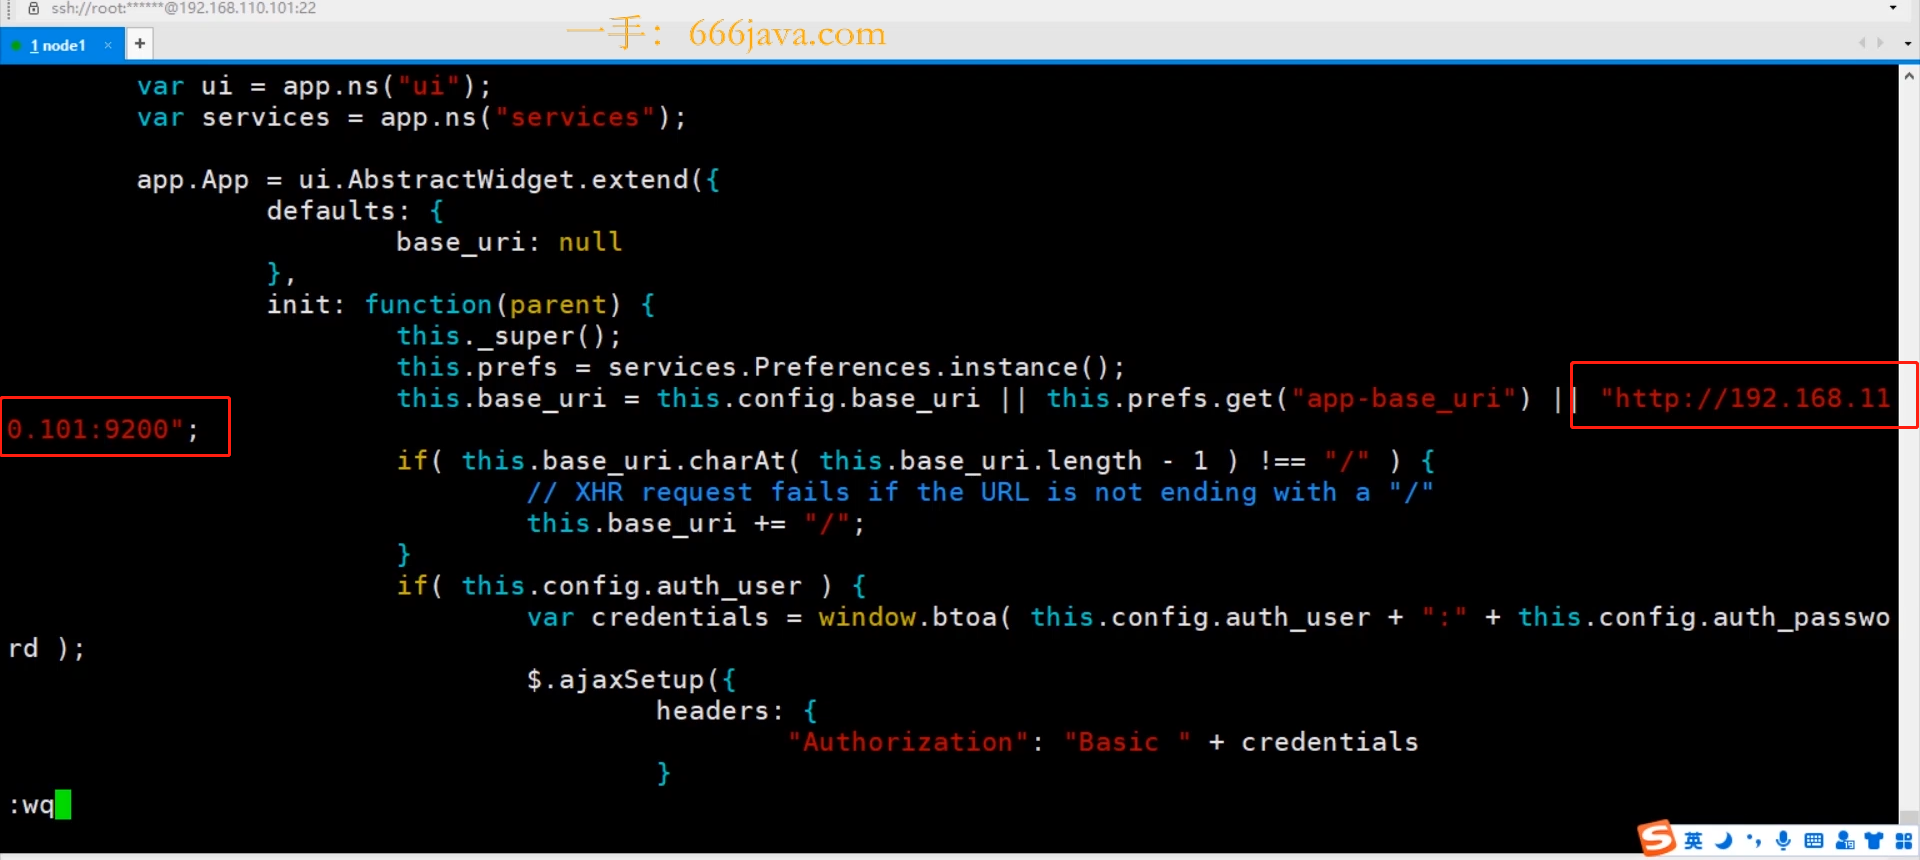 ssh://root:******@192.168.110.101:22
一手：666java.com
1 node1 × +
var ui = app.ns("ui");
var services = app.ns("services");
app.App = ui.AbstractWidget.extend({
defaults: {
base_uri: null
},
init: function(parent) {
this._super();
this.prefs = services.Preferences.instance();
this.base_uri = this.config.base_uri || this.prefs.get("app-base_uri") || "http://192.168.11
0.101:9200";
if( this.base_uri.charAt( this.base_uri.length - 1 ) !== "/" ) {
// XHR request fails if the URL is not ending with a "/"
this.base_uri += "/";
}
if( this.config.auth_user ) {
var credentials = window.btoa( this.config.auth_user + ":" + this.config.auth_passwo
rd );
$.ajaxSetup({
headers: {
"Authorization": "Basic " + credentials
}
:wq
S 英